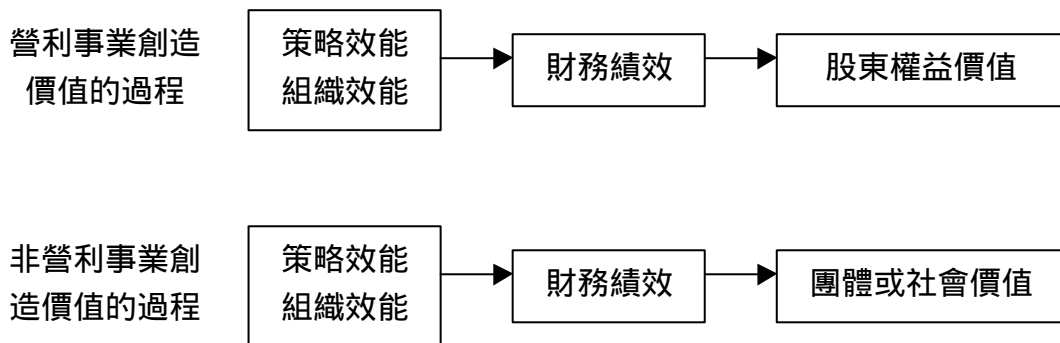 營利事業創造
價值的過程
策略效能
組織效能
財務績效
股東權益價值
非營利事業創
造價值的過程
策略效能
組織效能
財務績效
團體或社會價值